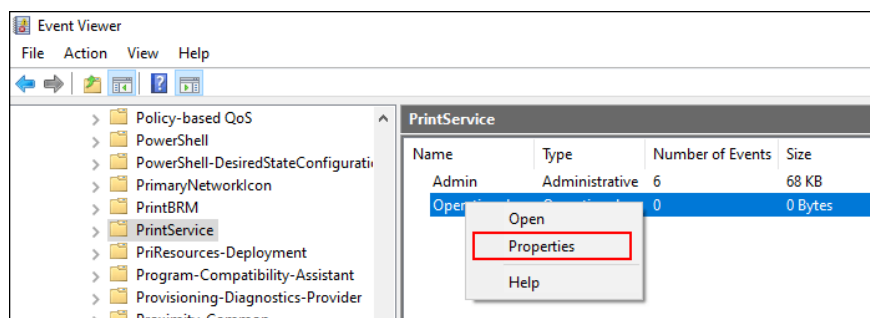 Event Viewer
File Action View Help
Policy-based QoS
PowerShell
PowerShell-DesiredStateConfigurati
PrimaryNetworkIcon
PrintBRM
PrintService
PriResources-Deployment
Program-Compatibility-Assistant
Provisioning-Diagnostics-Provider
PrintService
Name Type Number of Events Size
Admin Administrative 6 68 KB
0 0 Bytes
Open
Properties
Help